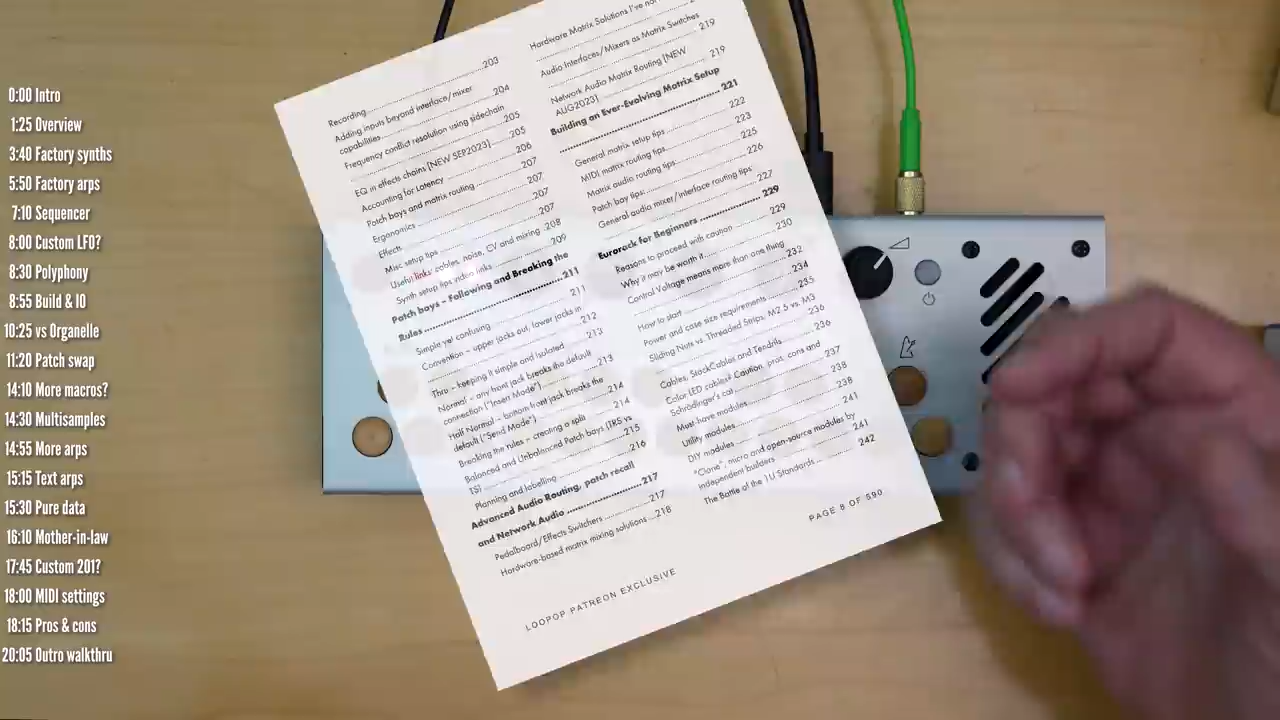 0:00 Intro
1:25 Overview
3:40 Factory synths
5:50 Factory arps
7:10 Sequencer
8:00 Custom LFO?
8:30 Polyphony
8:55 Build & IO
10:25 vs Organelle
11:20 Patch swap
14:10 More macros?
14:30 Multisamples
14:55 More arps
15:15 Text arps
15:30 Pure data
16:10 Mother-in-law
17:45 Custom 201?
18:00 MIDI settings
18:15 Pros & cons
20:05 Outro walkthru
Recording 203
Adding inputs beyond interface/mixer
capabilities 204
Frequency conflict resolution using sidechain
205
EQ in effects chains [NEW SEP2023] 205
Accounting for Latency 206
Patch bays and matrix routing 207
Ergonomics 207
Effects 207
Misc setup tips 207
Useful links: cables, noise, CV and mixing 208
Synth setup tips video links 209
Patch bays – Following and Breaking the
Rules 211
Simple yet confusing 211
Convention – upper jacks out, lower jacks in
212
Thru – keeping it simple and isolated 213
Normal – any front jack breaks the default
connection ("Insert Mode") 213
Half Normal – bottom front jack breaks the
default ("Send Mode") 214
Breaking the rules – creating a split 214
Balanced and Unbalanced Patch bays (TRS vs
TS) 215
Planning and labelling 216
Advanced Audio Routing, patch recall
and Network Audio 217
Pedalboard/Effects Switchers 217
Hardware-based matrix mixing solutions 218
Hardware Matrix Solutions I've
Audio Interfaces/Mixers as Matrix Switches
219
Network Audio Matrix Routing [NEW
AUG2023] 219
Building an Ever-Evolving Matrix Setup
221
General matrix setup tips 222
MIDI matrix routing tips 223
Matrix audio routing tips 225
Patch bay tips: 226
General audio mixer/interface routing tips
227
Eurorack for Beginners 229
Reasons to proceed with caution 229
Why it may be worth it 230
Control Voltage means more than one thing
232
How to start 234
Power and case size requirements 235
Sliding Nuts vs. Threaded Strips. M2.5 vs. M3
236
Cables, StackCables and Tendrils 236
Color LED cables? Caution, pros, cons and
Schrödinger's cat 237
Must-have modules 238
Utility modules 238
DIY modules 241
"Clone", micro and open-source modules by
independent builders 241
The Battle of the 1U Standards 242
PAGE 8 OF 590
LOOPOP PATREON EXCLUSIVE